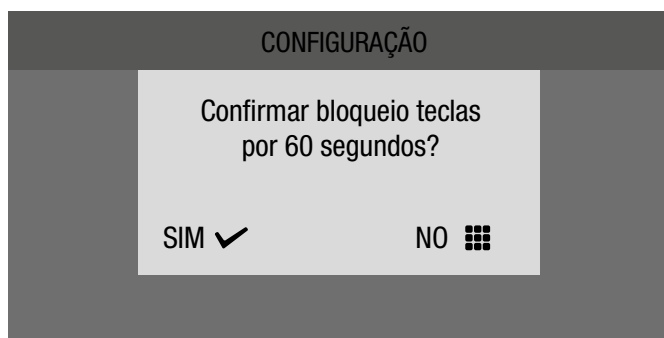 CONFIGURAÇÃO
Confirmar bloqueio teclas
por 60 segundos?
SIM NO